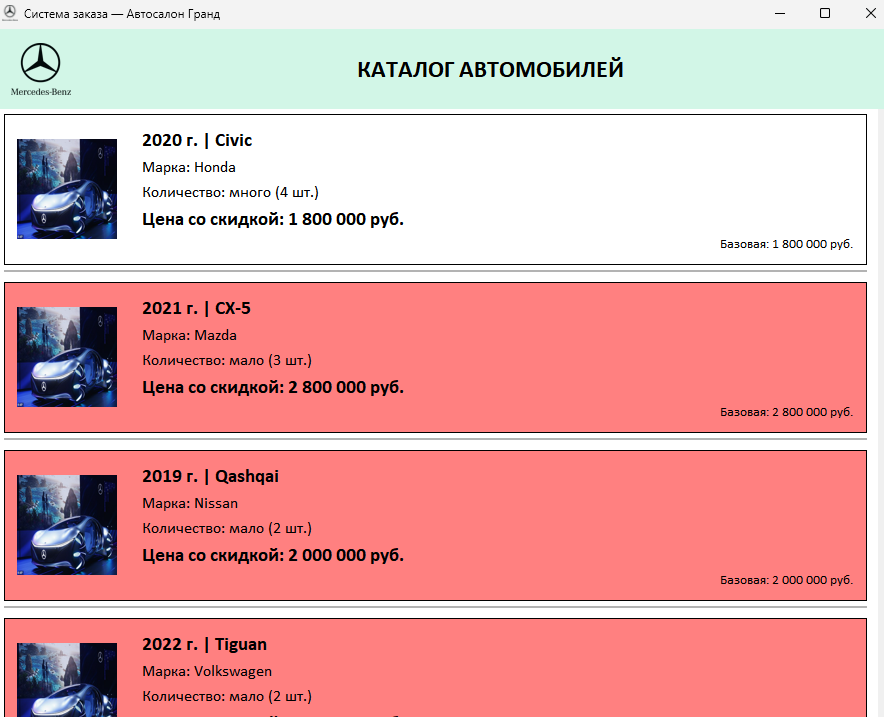 Система заказа — Автосалон Гранд
Mercedes-Benz
КАТАЛОГ АВТОМОБИЛЕЙ
2020 г. | Civic
Марка: Honda
Количество: много (4 шт.)
Цена со скидкой: 1 800 000 руб.
Базовая: 1 800 000 руб.
2021 г. | CX-5
Марка: Mazda
Количество: мало (3 шт.)
Цена со скидкой: 2 800 000 руб.
Базовая: 2 800 000 руб.
2019 г. | Qashqai
Марка: Nissan
Количество: мало (2 шт.)
Цена со скидкой: 2 000 000 руб.
Базовая: 2 000 000 руб.
2022 г. | Tiguan
Марка: Volkswagen
Количество: мало (2 шт.)